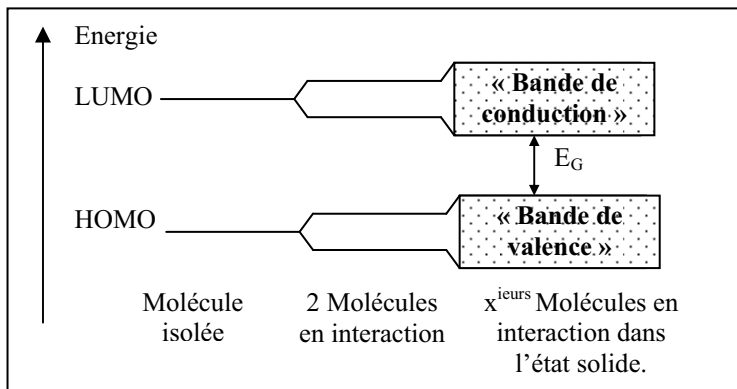 Energie
LUMO
« Bande de
conduction »
E_G
HOMO
« Bande de
valence »
Molécule
isolée
2 Molécules
en interaction
x^ieurs Molécules en
interaction dans
l’état solide.